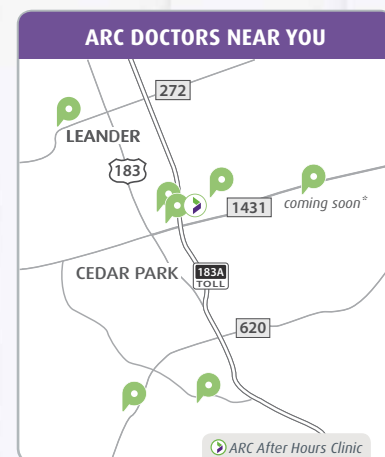 ARC DOCTORS NEAR YOU
272
LEANDER
183
1431
coming soon*
CEDAR PARK
183A
TOLL
620
ARC After Hours Clinic